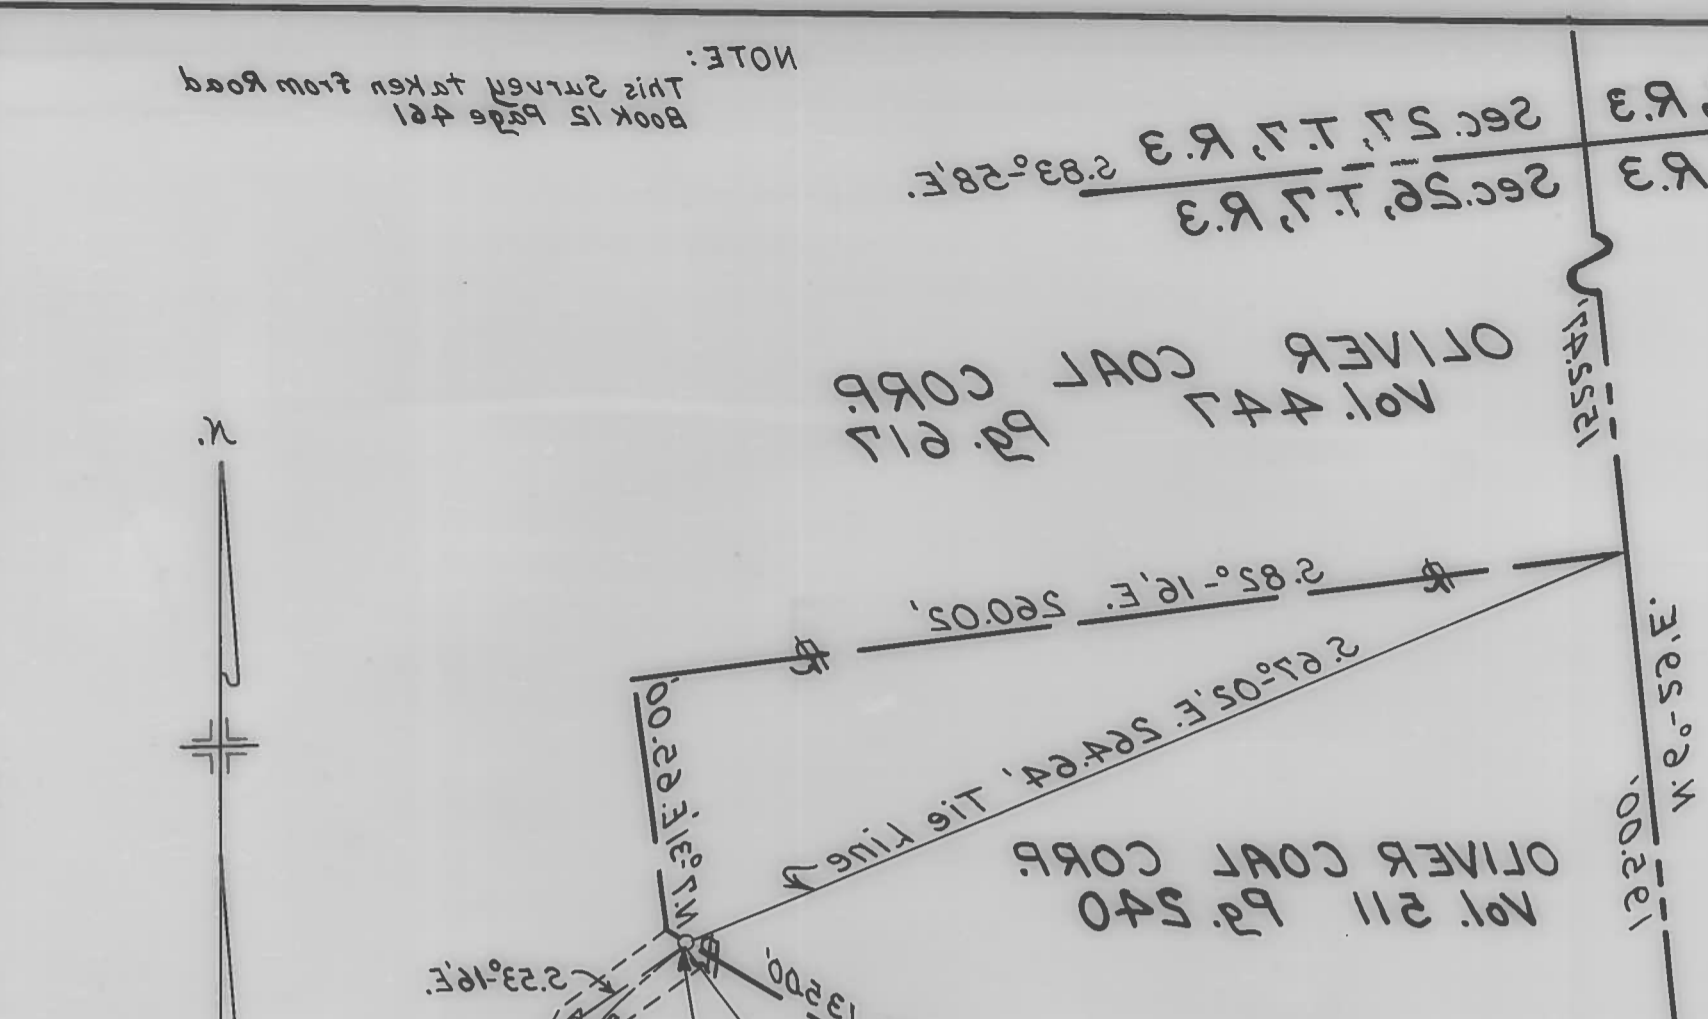 NOTE:
This Survey taken from Road
Book 12 Page 461
R.3
Sec. 27, T. 7, R. 3
S.83°-58'E.
R.3
Sec. 26, T. 7, R. 3
1522.47'
OLIVER COAL CORP.
Vol. 447 Pg. 617
N.
S.82°-16'E. 260.02'
S.67°-02'E. 264.64' Tie Line
N.6°-29'E.
N.7°-31'E. 65.00'
195.00'
OLIVER COAL CORP.
Vol. 511 Pg. 240
S.53°-16'E.
135.00'